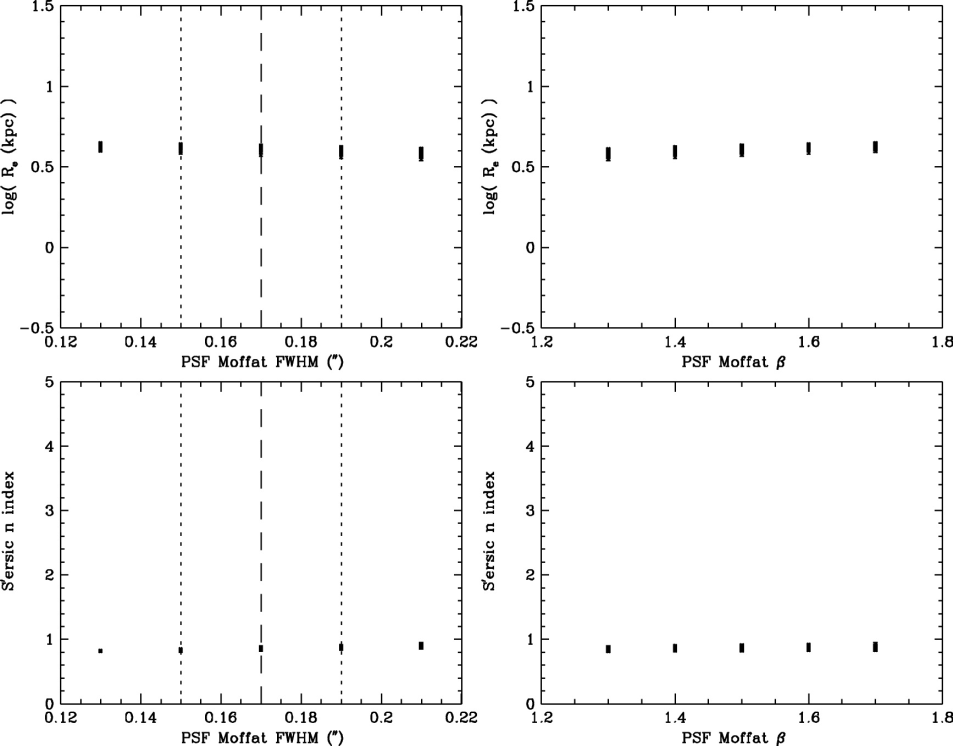 1.5 1.5
log( Rₑ (kpc) ) log( Rₑ (kpc) )
1 1
0.5 0.5
0 0
−0.5 −0.5
0.12 0.14 0.16 0.18 0.2 0.22 1.2 1.4 1.6 1.8
PSF Moffat FWHM (") PSF Moffat β
5 5
4 4
S'ersic n index S'ersic n index
3 3
2 2
1 1
0 0
0.12 0.14 0.16 0.18 0.2 0.22 1.2 1.4 1.6 1.8
PSF Moffat FWHM (") PSF Moffat β